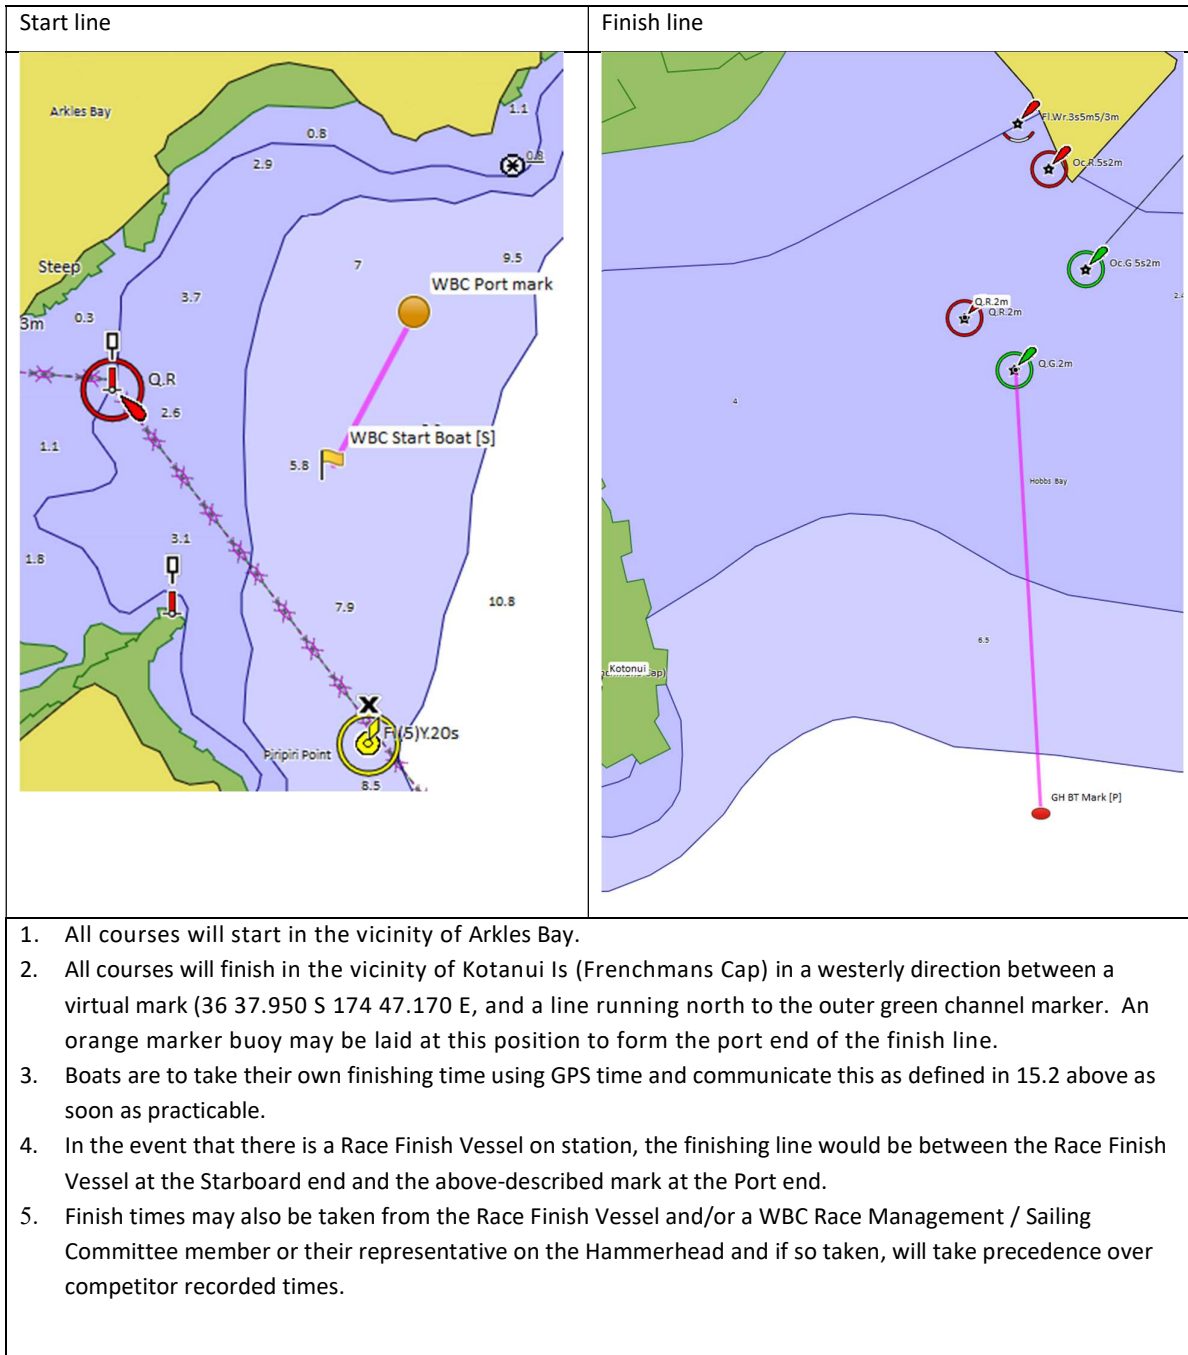 Start line
Finish line
Arkles Bay
1.1
0.8
0.8
2.9
Steep
7
9.5
WBC Port mark
3.7
0.3
3m
Q.R
2.6
WBC Start Boat [S]
1.1
5.8
3.1
1.8
7.9
10.8
Fl(5)Y.20s
Piripiri Point
8.5
Fl.Wr.3s5m5/3m
Oc.R.5s2m
Oc.G.5s2m
Q.R.2m
Q.R.2m
Q.G.2m
4
Hobbs Bay
6.5
Kotonui
GH BT Mark [P]
1. All courses will start in the vicinity of Arkles Bay.
2. All courses will finish in the vicinity of Kotanui Is (Frenchmans Cap) in a westerly direction between a
virtual mark (36 37.950 S 174 47.170 E, and a line running north to the outer green channel marker. An
orange marker buoy may be laid at this position to form the port end of the finish line.
3. Boats are to take their own finishing time using GPS time and communicate this as defined in 15.2 above as
soon as practicable.
4. In the event that there is a Race Finish Vessel on station, the finishing line would be between the Race Finish
Vessel at the Starboard end and the above-described mark at the Port end.
5. Finish times may also be taken from the Race Finish Vessel and/or a WBC Race Management / Sailing
Committee member or their representative on the Hammerhead and if so taken, will take precedence over
competitor recorded times.